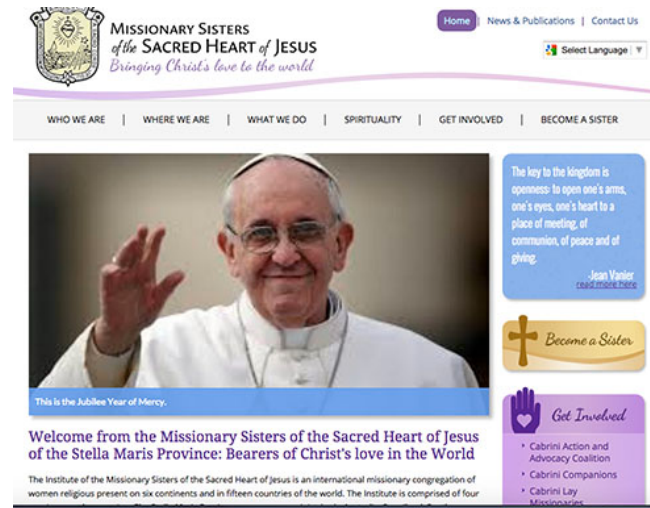 MISSIONARY SISTERS
of the SACRED HEART of JESUS
Bringing Christ's love to the world
Home
News & Publications | Contact Us
Select Language
WHO WE ARE | WHERE WE ARE | WHAT WE DO | SPIRITUALITY | GET INVOLVED | BECOME A SISTER
This is the Jubilee Year of Mercy.
Welcome from the Missionary Sisters of the Sacred Heart of Jesus
of the Stella Maris Province: Bearers of Christ's love in the World
The Institute of the Missionary Sisters of the Sacred Heart of Jesus is an international missionary congregation of
women religious present on six continents and in fifteen countries of the world. The Institute is comprised of four
The key to the kingdom is
openness: to open one's arms,
one's eyes, one's heart to a
place of meeting, of
communion, of peace and of
giving.
-Jean Vanier
read more here
Become a Sister
Get Involved
Cabrini Action and
Advocacy Coalition
Cabrini Companions
Cabrini Lay
Missionaries